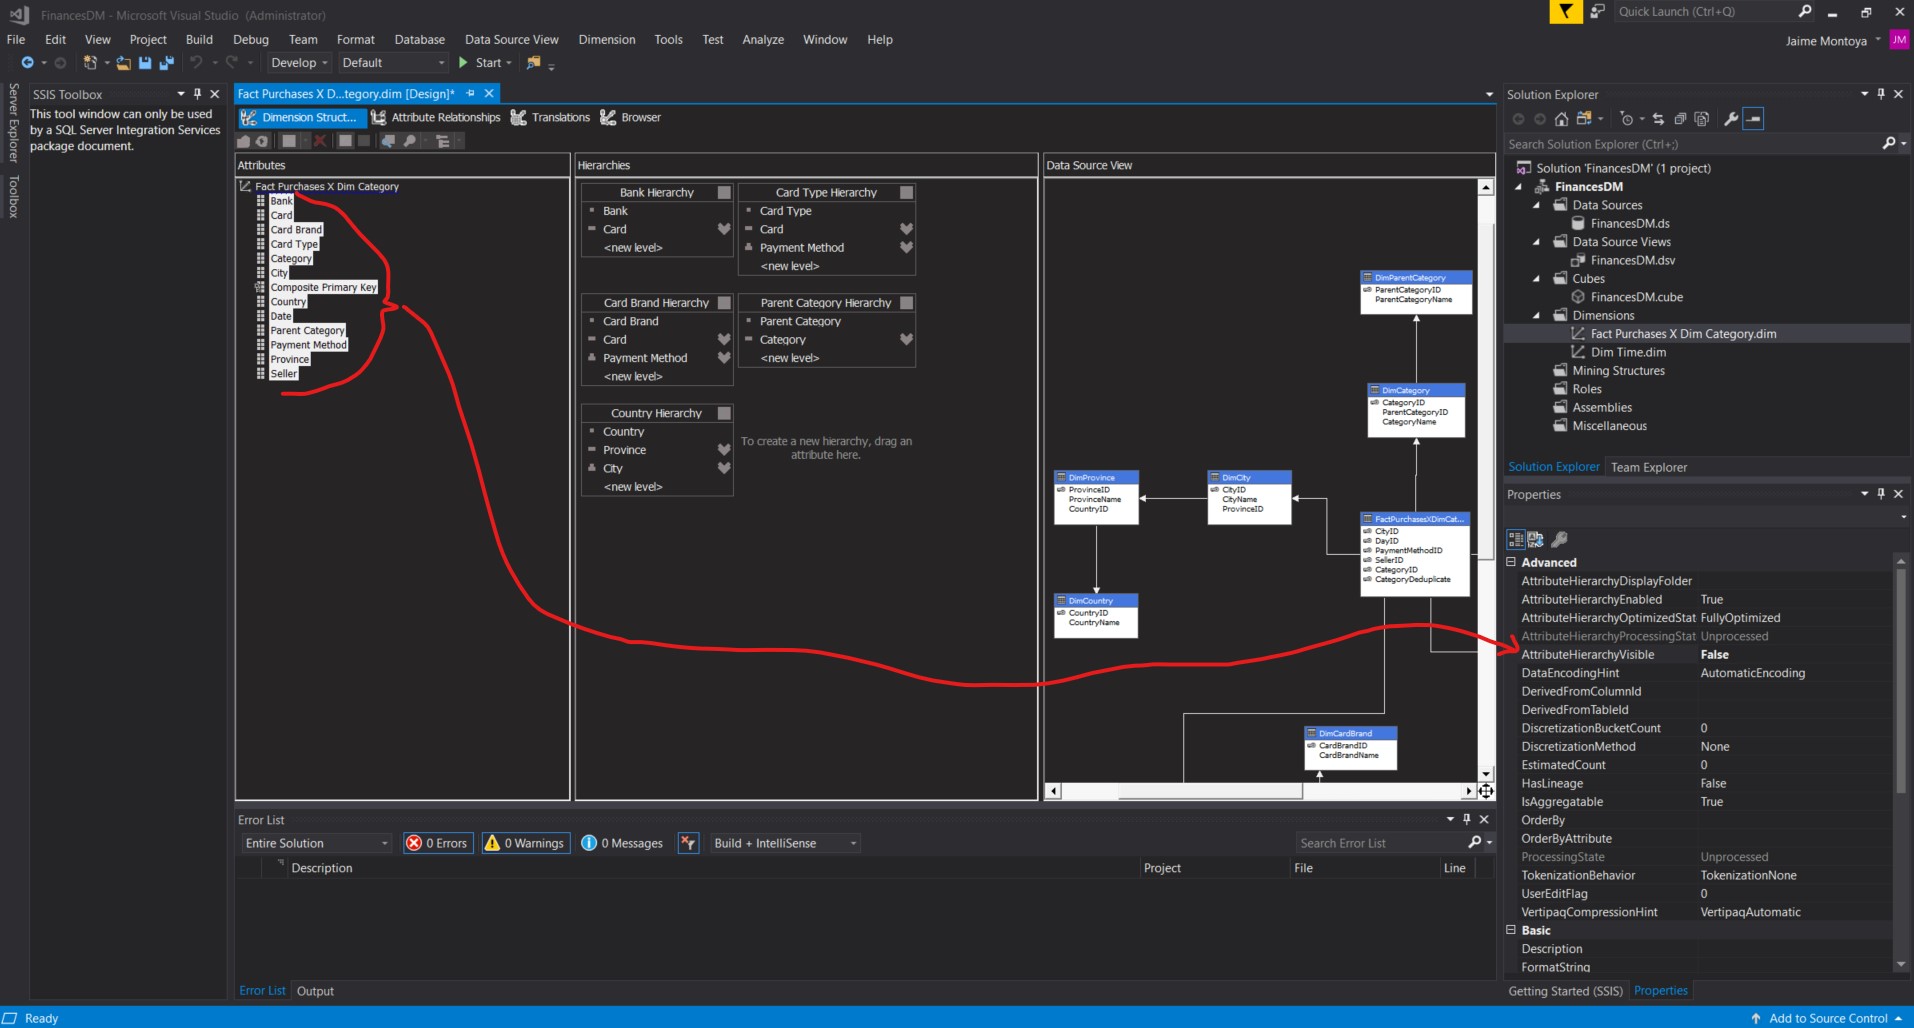 FinancesDM - Microsoft Visual Studio (Administrator)
Quick Launch (Ctrl+Q)
File Edit View Project Build Debug Team Format Database Data Source View Dimension Tools Test Analyze Window Help
Jaime Montoya JM
Develop Default Start
Server Explorer
Toolbox
SSIS Toolbox
This tool window can only be used
by a SQL Server Integration Services
package document.
Fact Purchases X D...tegory.dim [Design]*
Dimension Struct... Attribute Relationships Translations Browser
Attributes
Fact Purchases X Dim Category
Bank
Card
Card Brand
Card Type
Category
City
Composite Primary Key
Country
Date
Parent Category
Payment Method
Province
Seller
Hierarchies
Bank Hierarchy
Bank
Card
<new level>
Card Type Hierarchy
Card Type
Card
Payment Method
<new level>
Card Brand Hierarchy
Card Brand
Card
Payment Method
<new level>
Parent Category Hierarchy
Parent Category
Category
<new level>
Country Hierarchy
Country
Province
City
<new level>
To create a new hierarchy, drag an
attribute here.
Data Source View
DimParentCategory
ParentCategoryID
ParentCategoryName
DimCategory
CategoryID
ParentCategoryID
CategoryName
DimProvince
ProvinceID
ProvinceName
CountryID
DimCity
CityID
CityName
ProvinceID
FactPurchasesXDimCat...
CityID
DayID
PaymentMethodID
SellerID
CategoryID
CategoryDeduplicate
DimCountry
CountryID
CountryName
DimCardBrand
CardBrandID
CardBrandName
Error List
Entire Solution 0 Errors 0 Warnings 0 Messages Build + IntelliSense Search Error List
Description Project File Line
Error List Output
Solution Explorer
Search Solution Explorer (Ctrl+;)
Solution 'FinancesDM' (1 project)
FinancesDM
Data Sources
FinancesDM.ds
Data Source Views
FinancesDM.dsv
Cubes
FinancesDM.cube
Dimensions
Fact Purchases X Dim Category.dim
Dim Time.dim
Mining Structures
Roles
Assemblies
Miscellaneous
Solution Explorer Team Explorer
Properties
Advanced
AttributeHierarchyDisplayFolder
AttributeHierarchyEnabled True
AttributeHierarchyOptimizedStat FullyOptimized
AttributeHierarchyProcessingStat Unprocessed
AttributeHierarchyVisible False
DataEncodingHint AutomaticEncoding
DerivedFromColumnId
DerivedFromTableId
DiscretizationBucketCount 0
DiscretizationMethod None
EstimatedCount 0
HasLineage False
IsAggregatable True
OrderBy
OrderByAttribute
ProcessingState Unprocessed
TokenizationBehavior TokenizationNone
UserEditFlag 0
VertipaqCompressionHint VertipaqAutomatic
Basic
Description
FormatString
Getting Started (SSIS) Properties
Ready
Add to Source Control